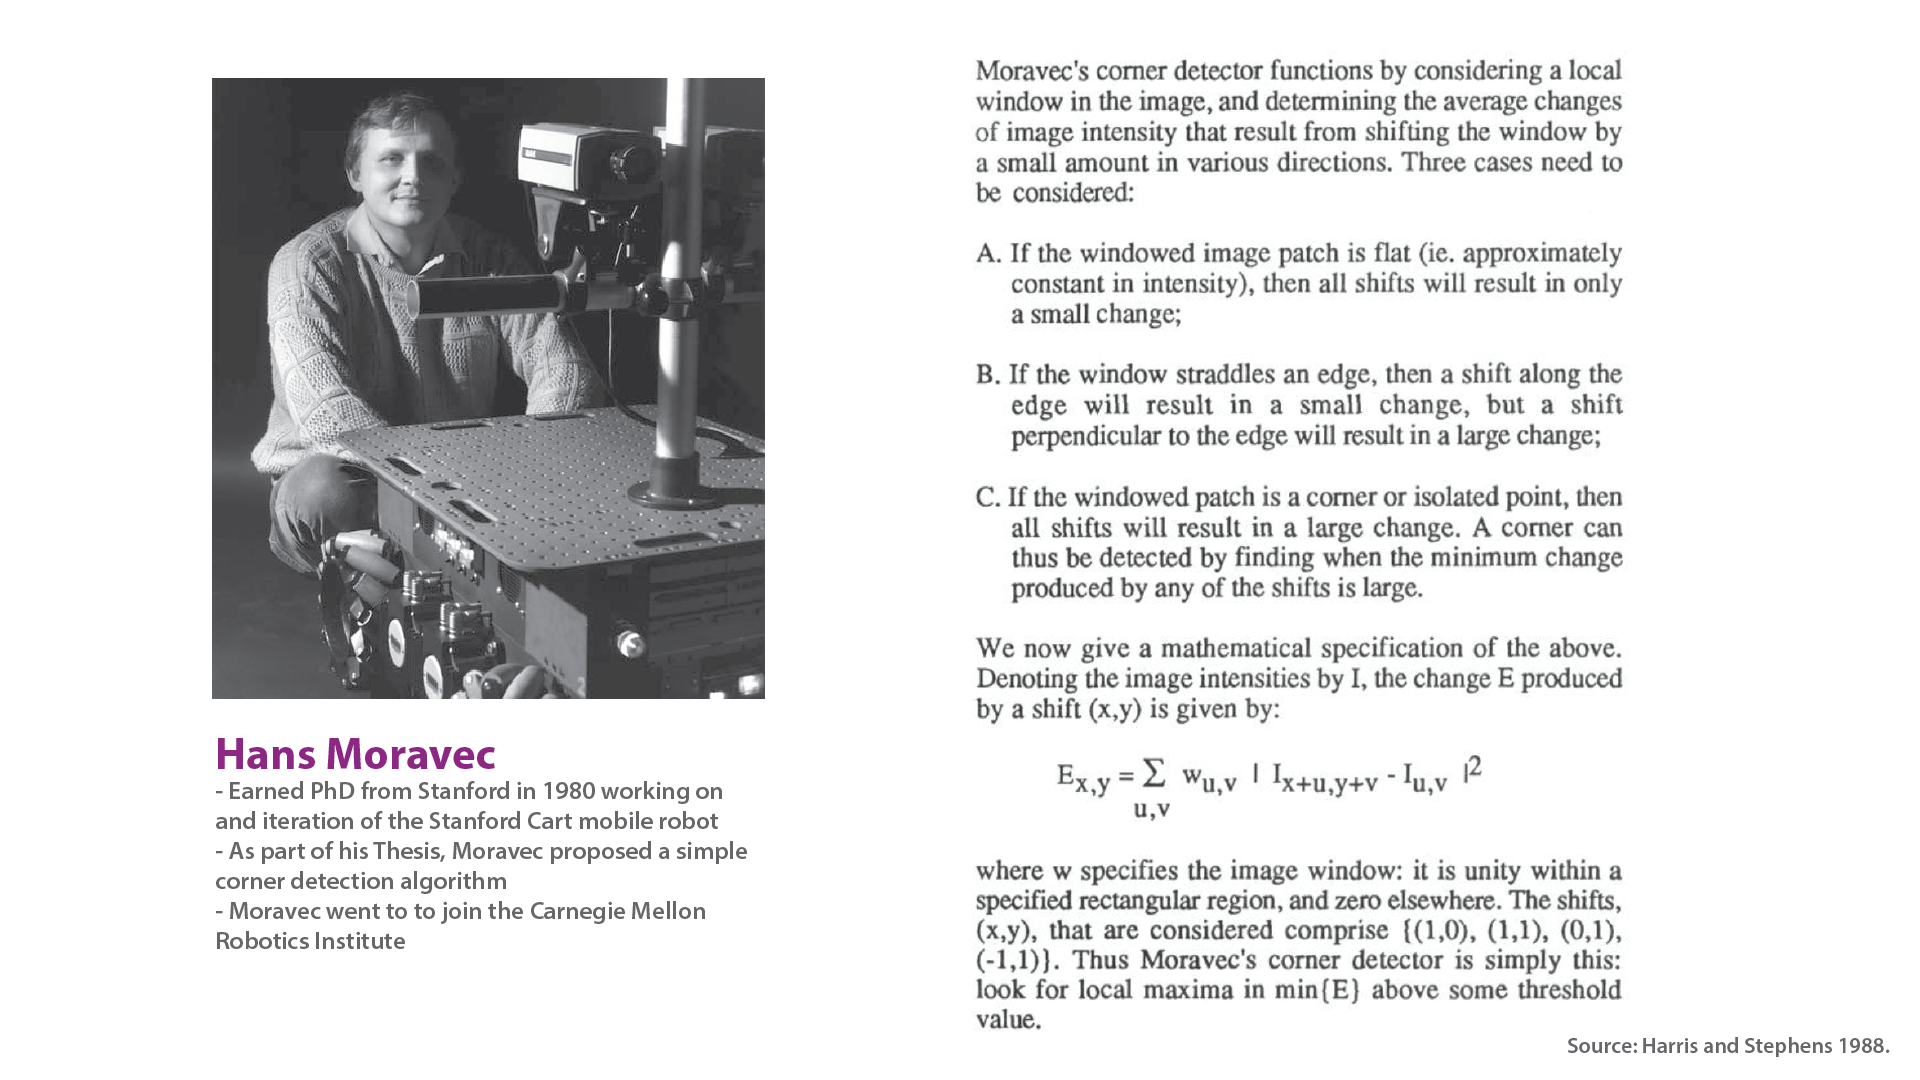 Hans Moravec
- Earned PhD from Stanford in 1980 working on
and iteration of the Stanford Cart mobile robot
- As part of his Thesis, Moravec proposed a simple
corner detection algorithm
- Moravec went to to join the Carnegie Mellon
Robotics Institute
Moravec's corner detector functions by considering a local
window in the image, and determining the average changes
of image intensity that result from shifting the window by
a small amount in various directions. Three cases need to
be considered:
A. If the windowed image patch is flat (ie. approximately
constant in intensity), then all shifts will result in only
a small change;
B. If the window straddles an edge, then a shift along the
edge will result in a small change, but a shift
perpendicular to the edge will result in a large change;
C. If the windowed patch is a corner or isolated point, then
all shifts will result in a large change. A corner can
thus be detected by finding when the minimum change
produced by any of the shifts is large.
We now give a mathematical specification of the above.
Denoting the image intensities by I, the change E produced
by a shift (x,y) is given by:
E_{x,y} = Σ_{u,v} w_{u,v} | I_{x+u,y+v} - I_{u,v} |²
where w specifies the image window: it is unity within a
specified rectangular region, and zero elsewhere. The shifts,
(x,y), that are considered comprise {(1,0), (1,1), (0,1),
(-1,1)}. Thus Moravec's corner detector is simply this:
look for local maxima in min{E} above some threshold
value.
Source: Harris and Stephens 1988.